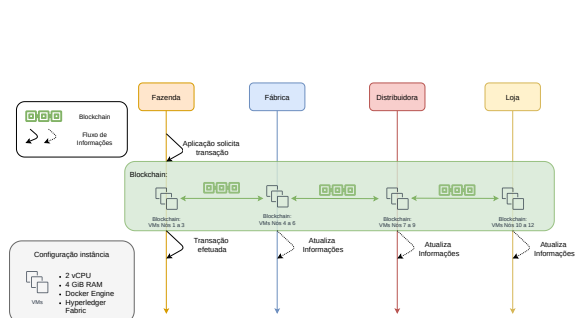 Fazenda
Fábrica
Distribuidora
Loja
Blockchain
Fluxo de
Informações
Aplicação solicita
transação
Blockchain:
Blockchain:
VMs Nós 1 a 3
Blockchain:
VMs Nós 4 a 6
Blockchain:
VMs Nós 7 a 9
Blockchain:
VMs Nós 10 a 12
Transação
efetuada
Atualiza
Informações
Atualiza
Informações
Atualiza
Informações
Configuração instância
VMs
• 2 vCPU
• 4 GiB RAM
• Docker Engine
• Hyperledger
Fabric